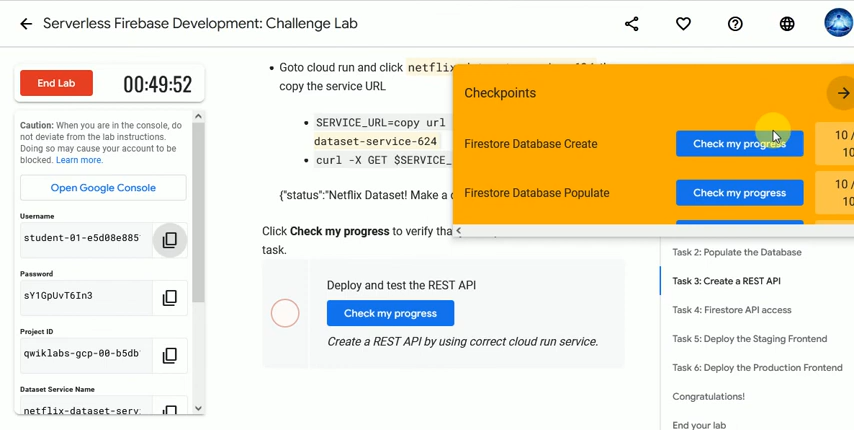 Serverless Firebase Development: Challenge Lab
End Lab
00:49:52
Caution: When you are in the console, do
not deviate from the lab instructions.
Doing so may cause your account to be
blocked. Learn more.
Open Google Console
Username
student-01-e5d08e885
Password
sY1GpUvT6In3
Project ID
qwiklabs-gcp-00-b5db
Dataset Service Name
netflix-dataset-serv
Goto cloud run and click netflix
copy the service URL
SERVICE_URL=copy url
dataset-service-624
curl -X GET $SERVICE_
{"status":"Netflix Dataset! Make a
Click Check my progress to verify
task.
Deploy and test the REST API
Check my progress
Create a REST API by using correct cloud run service.
Checkpoints
Firestore Database Create
Check my progress
10 /
10
Firestore Database Populate
Check my progress
10 /
10
Task 2: Populate the Database
Task 3: Create a REST API
Task 4: Firestore API access
Task 5: Deploy the Staging Frontend
Task 6: Deploy the Production Frontend
Congratulations!
End your lab